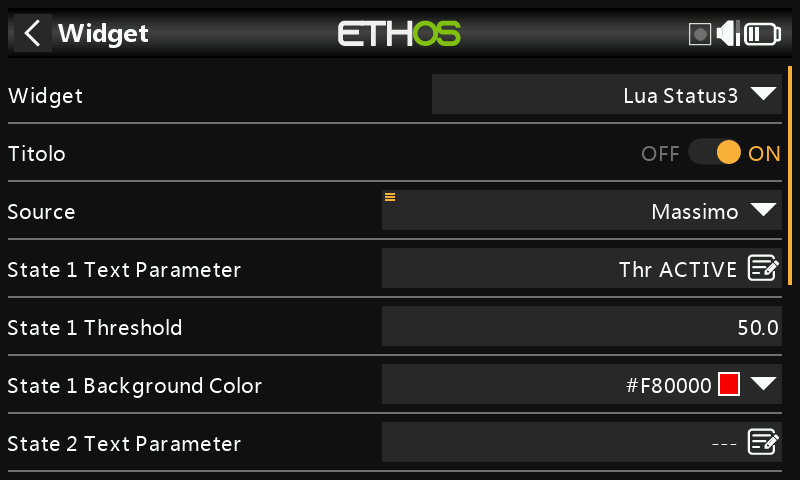 Widget ETHOS
Widget Lua Status3
Titolo OFF ON
Source Massimo
State 1 Text Parameter Thr ACTIVE
State 1 Threshold 50.0
State 1 Background Color #F80000
State 2 Text Parameter ---